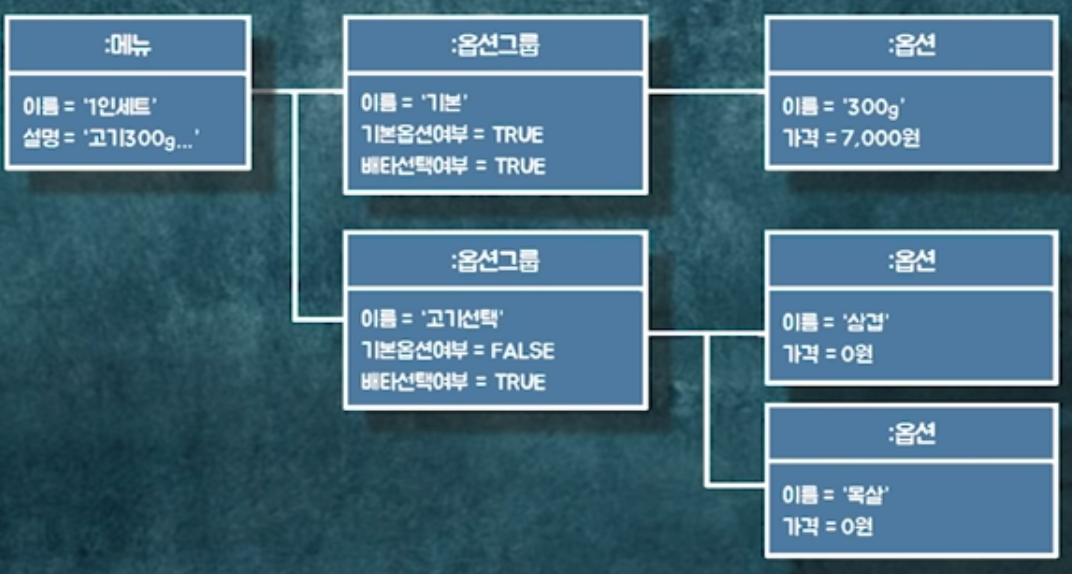 :메뉴
이름 = '1인세트'
설명 = '고기300g...'
:옵션그룹
이름 = '기본'
기본옵션여부 = TRUE
배타선택여부 = TRUE
:옵션
이름 = '300g'
가격 = 7,000원
:옵션그룹
이름 = '고기선택'
기본옵션여부 = FALSE
배타선택여부 = TRUE
:옵션
이름 = '삼겹'
가격 = 0원
:옵션
이름 = '목살'
가격 = 0원